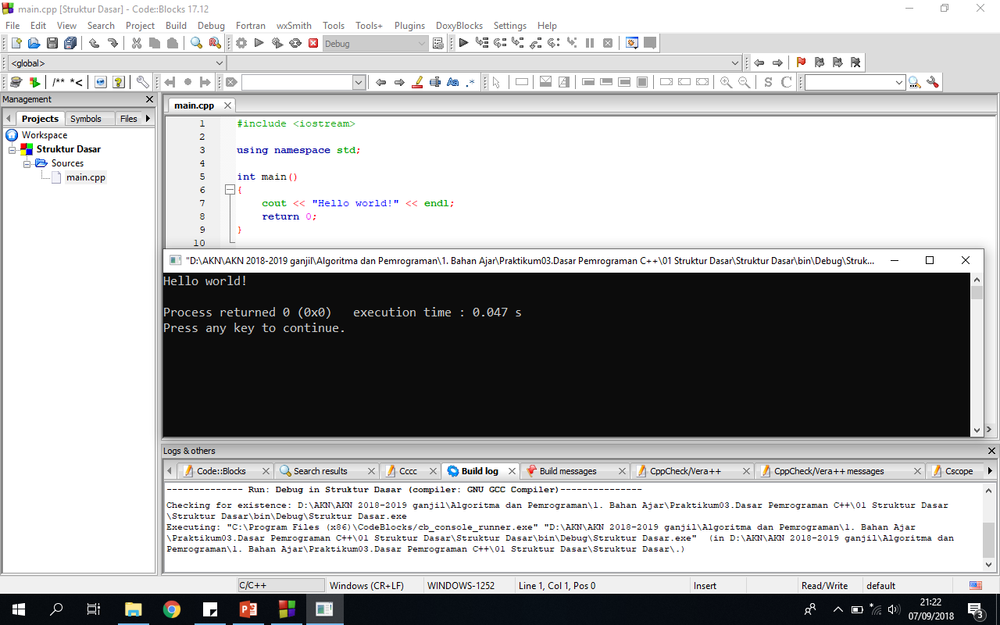 main.cpp [Struktur Dasar] - Code::Blocks 17.12
File Edit View Search Project Build Debug Fortran wxSmith Tools Tools+ Plugins DoxyBlocks Settings Help
Debug
<global>
/** *<
Aa .*
S C
Management
main.cpp
Projects Symbols Files
Workspace
Struktur Dasar
Sources
main.cpp
1 #include <iostream>
2
3 using namespace std;
4
5 int main()
6 {
7 cout << "Hello world!" << endl;
8 return 0;
9 }
10
"D:\AKN\AKN 2018-2019 ganjil\Algoritma dan Pemrograman\1. Bahan Ajar\Praktikum03.Dasar Pemrograman C++\01 Struktur Dasar\Struktur Dasar\bin\Debug\Struk...
Hello world!
Process returned 0 (0x0) execution time : 0.047 s
Press any key to continue.
Logs & others
Code::Blocks Search results Cccc Build log Build messages CppCheck/Vera++ CppCheck/Vera++ messages Cscope
-------------- Run: Debug in Struktur Dasar (compiler: GNU GCC Compiler)---------------
Checking for existence: D:\AKN\AKN 2018-2019 ganjil\Algoritma dan Pemrograman\1. Bahan Ajar\Praktikum03.Dasar Pemrograman C++\01 Struktur Dasar
\Struktur Dasar\bin\Debug\Struktur Dasar.exe
Executing: "C:\Program Files (x86)\CodeBlocks/cb_console_runner.exe" "D:\AKN\AKN 2018-2019 ganjil\Algoritma dan Pemrograman\1. Bahan Ajar
\Praktikum03.Dasar Pemrograman C++\01 Struktur Dasar\Struktur Dasar\bin\Debug\Struktur Dasar.exe" (in D:\AKN\AKN 2018-2019 ganjil\Algoritma dan
Pemrograman\1. Bahan Ajar\Praktikum03.Dasar Pemrograman C++\01 Struktur Dasar\Struktur Dasar\.)
C/C++ Windows (CR+LF) WINDOWS-1252 Line 1, Col 1, Pos 0 Insert Read/Write default
21:22
07/09/2018
3